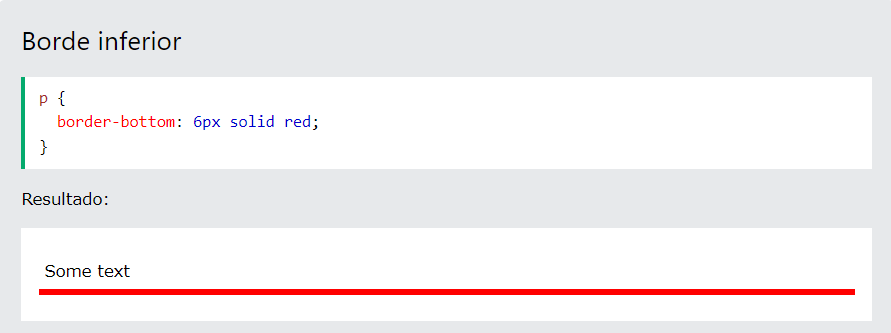 Borde inferior
p {
  border-bottom: 6px solid red;
}
Resultado:
Some text